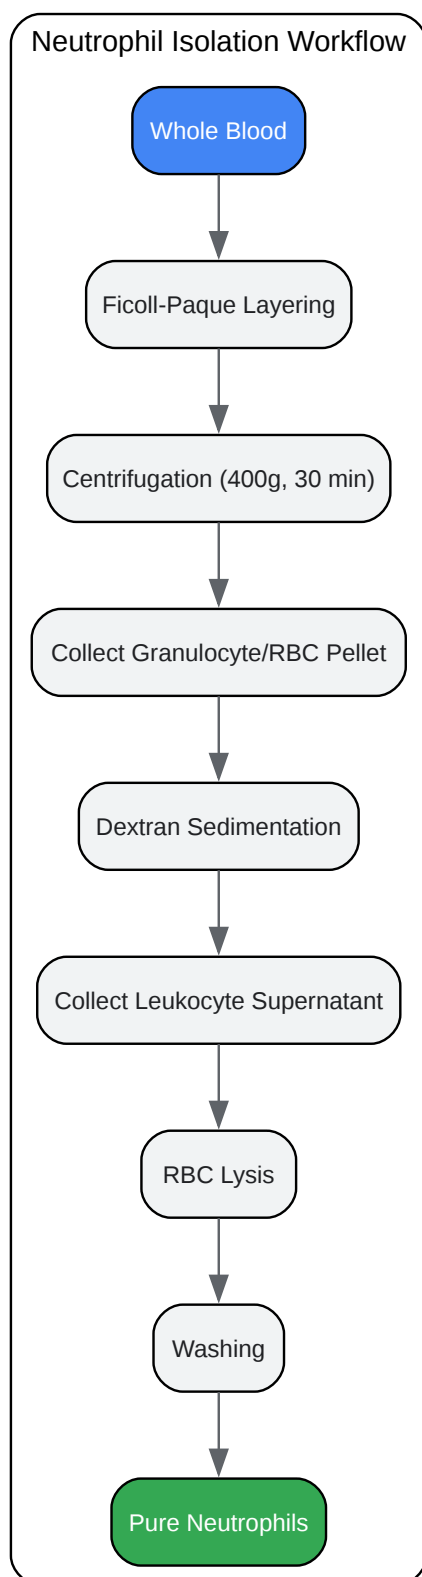 Neutrophil Isolation Workflow
Whole Blood
Ficoll-Paque Layering
Centrifugation (400g, 30 min)
Collect Granulocyte/RBC Pellet
Dextran Sedimentation
Collect Leukocyte Supernatant
RBC Lysis
Washing
Pure Neutrophils